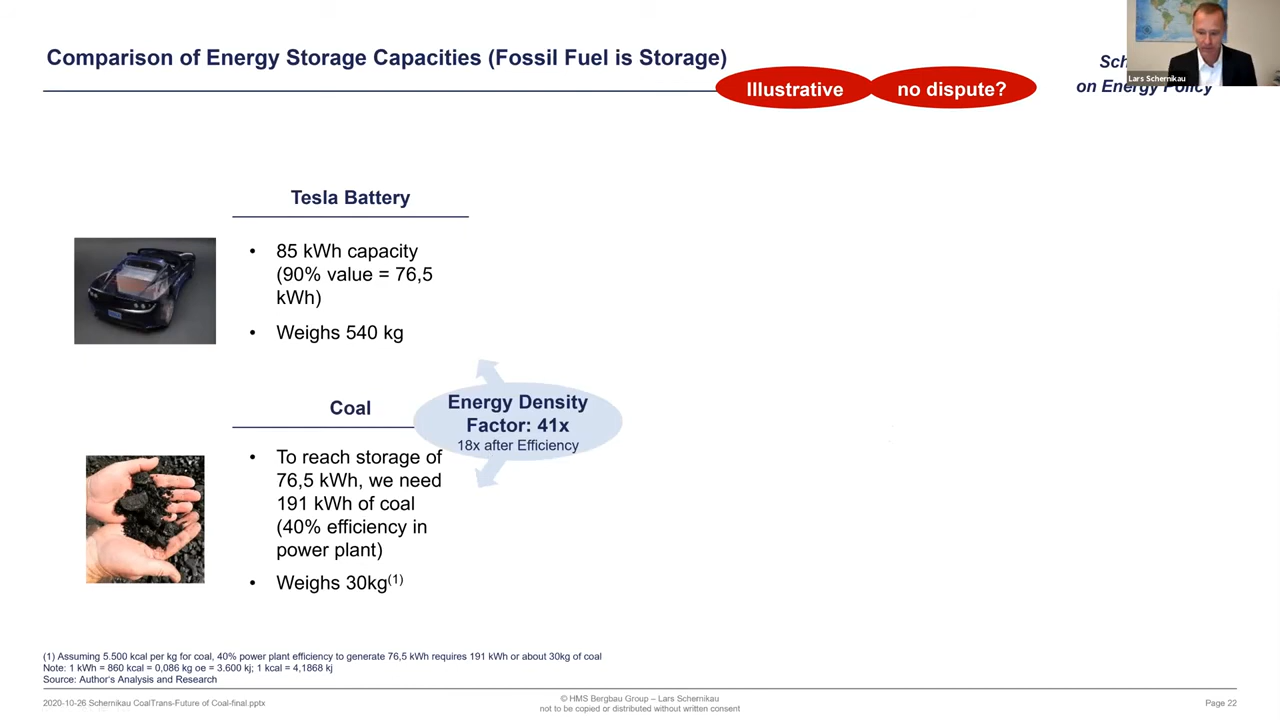 Comparison of Energy Storage Capacities (Fossil Fuel is Storage)
Illustrative
no dispute?
Lars Schernikau
on Energy Policy
Tesla Battery
• 85 kWh capacity
(90% value = 76,5
kWh)
• Weighs 540 kg
Coal
Energy Density
Factor: 41x
18x after Efficiency
• To reach storage of
76,5 kWh, we need
191 kWh of coal
(40% efficiency in
power plant)
• Weighs 30kg(1)
(1) Assuming 5.500 kcal per kg for coal, 40% power plant efficiency to generate 76,5 kWh requires 191 kWh or about 30kg of coal
Note: 1 kWh = 860 kcal = 0,086 kg oe = 3.600 kj; 1 kcal = 4,1868 kj
Source: Author's Analysis and Research
2020-10-26 Schernikau CoalTrans-Future of Coal-final.pptx
© HMS Bergbau Group – Lars Schernikau
not to be copied or distributed without written consent
Page 22